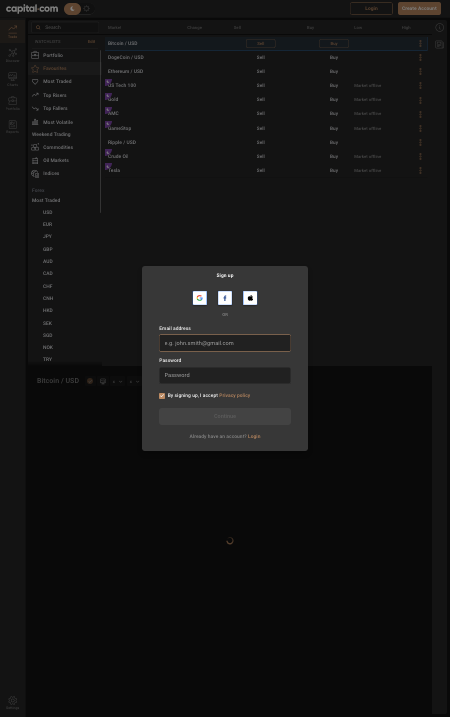 capital·com
Login
Create Account
Search
Market
Change
Sell
Buy
Low
High
Portfolio
Favourites
Most Traded
Top Risers
Top Fallers
Most Volatile
Weekend Trading
Commodities
Oil Markets
Indices
Forex
Most Traded
USD
EUR
JPY
GBP
AUD
CAD
CHF
CNH
HKD
SEK
SGD
NOK
TRY
Bitcoin / USD
Sell
Buy
DogeCoin / USD
Sell
Buy
Ethereum / USD
Sell
Buy
US Tech 100
Sell
Buy
Market offline
Gold
Sell
Buy
Market offline
AMC
Sell
Buy
Market offline
GameStop
Sell
Buy
Market offline
Ripple / USD
Sell
Buy
Crude Oil
Sell
Buy
Market offline
Tesla
Sell
Buy
Market offline
Sign up
OR
Email address
e.g. john.smith@gmail.com
Password
Password
By signing up, I accept Privacy policy
Continue
Already have an account? Login
Bitcoin / USD